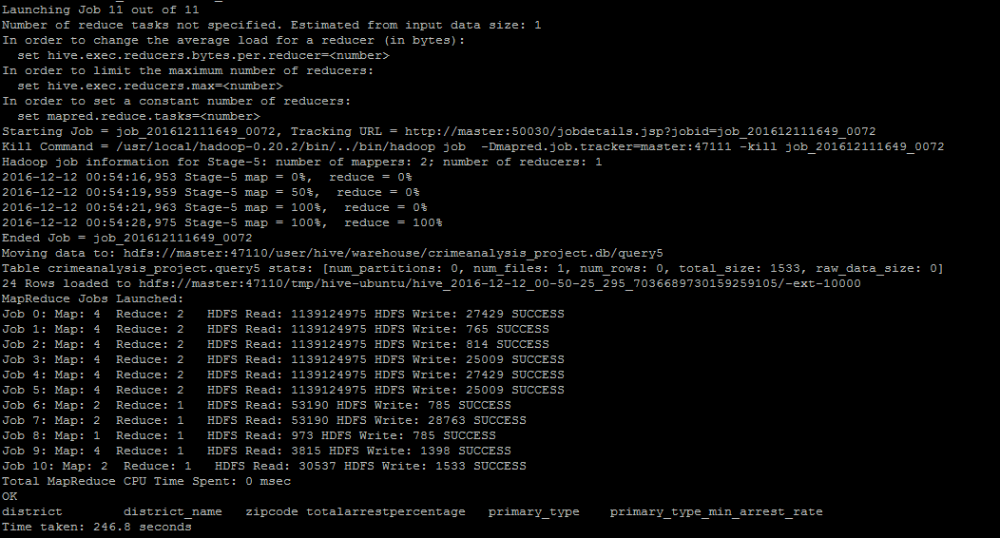 Launching Job 11 out of 11
Number of reduce tasks not specified. Estimated from input data size: 1
In order to change the average load for a reducer (in bytes):
  set hive.exec.reducers.bytes.per.reducer=<number>
In order to limit the maximum number of reducers:
  set hive.exec.reducers.max=<number>
In order to set a constant number of reducers:
  set mapred.reduce.tasks=<number>
Starting Job = job_201612111649_0072, Tracking URL = http://master:50030/jobdetails.jsp?jobid=job_201612111649_0072
Kill Command = /usr/local/hadoop-0.20.2/bin/../bin/hadoop job  -Dmapred.job.tracker=master:47111 -kill job_201612111649_0072
Hadoop job information for Stage-5: number of mappers: 2; number of reducers: 1
2016-12-12 00:54:16,953 Stage-5 map = 0%,  reduce = 0%
2016-12-12 00:54:19,959 Stage-5 map = 50%,  reduce = 0%
2016-12-12 00:54:21,963 Stage-5 map = 100%,  reduce = 0%
2016-12-12 00:54:28,975 Stage-5 map = 100%,  reduce = 100%
Ended Job = job_201612111649_0072
Moving data to: hdfs://master:47110/user/hive/warehouse/crimeanalysis_project.db/query5
Table crimeanalysis_project.query5 stats: [num_partitions: 0, num_files: 1, num_rows: 0, total_size: 1533, raw_data_size: 0]
24 Rows loaded to hdfs://master:47110/tmp/hive-ubuntu/hive_2016-12-12_00-50-25_295_7036689730159259105/-ext-10000
MapReduce Jobs Launched:
Job 0: Map: 4  Reduce: 2   HDFS Read: 1139124975 HDFS Write: 27429 SUCCESS
Job 1: Map: 4  Reduce: 2   HDFS Read: 1139124975 HDFS Write: 765 SUCCESS
Job 2: Map: 4  Reduce: 2   HDFS Read: 1139124975 HDFS Write: 814 SUCCESS
Job 3: Map: 4  Reduce: 2   HDFS Read: 1139124975 HDFS Write: 25009 SUCCESS
Job 4: Map: 4  Reduce: 2   HDFS Read: 1139124975 HDFS Write: 27429 SUCCESS
Job 5: Map: 4  Reduce: 2   HDFS Read: 1139124975 HDFS Write: 25009 SUCCESS
Job 6: Map: 2  Reduce: 1   HDFS Read: 53190 HDFS Write: 785 SUCCESS
Job 7: Map: 2  Reduce: 1   HDFS Read: 53190 HDFS Write: 28763 SUCCESS
Job 8: Map: 1  Reduce: 1   HDFS Read: 973 HDFS Write: 785 SUCCESS
Job 9: Map: 4  Reduce: 1   HDFS Read: 3815 HDFS Write: 1398 SUCCESS
Job 10: Map: 2  Reduce: 1   HDFS Read: 30537 HDFS Write: 1533 SUCCESS
Total MapReduce CPU Time Spent: 0 msec
OK
district        district_name   zipcode totalarrestpercentage   primary_type    primary_type_min_arrest_rate
Time taken: 246.8 seconds